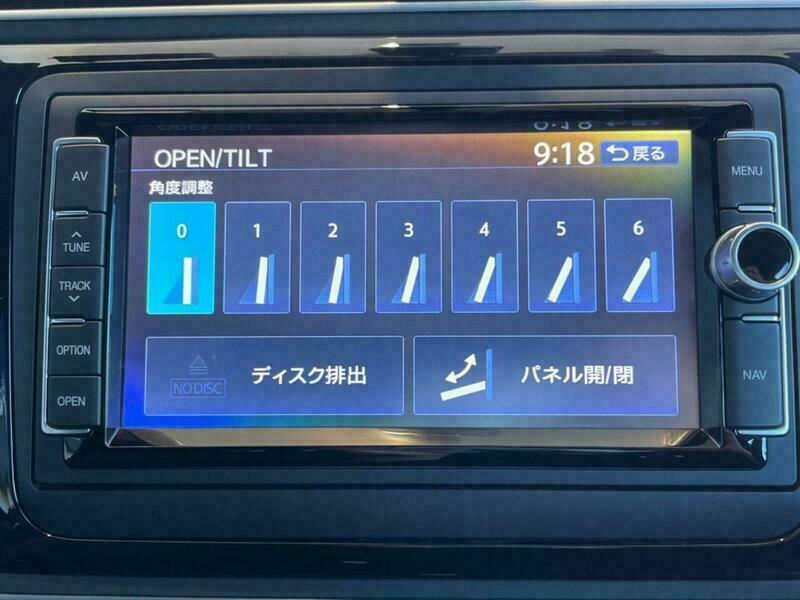 OPEN/TILT
9:18
戻る
角度調整
0 1 2 3 4 5 6
NO DISC
ディスク排出
パネル開/閉
AV
TUNE
TRACK
OPTION
OPEN
MENU
NAV